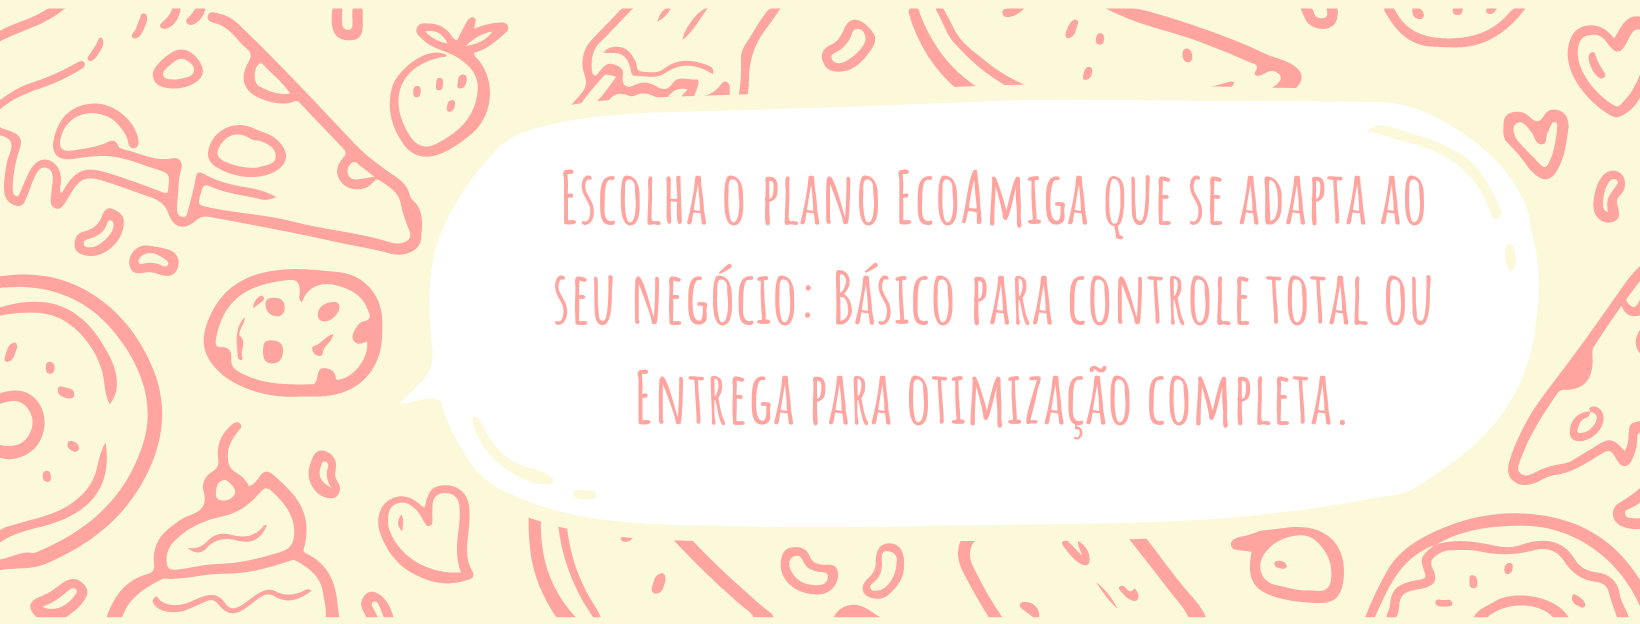 Escolha o plano EcoAmiga que se adapta ao
seu negócio: Básico para controle total ou
Entrega para otimização completa.